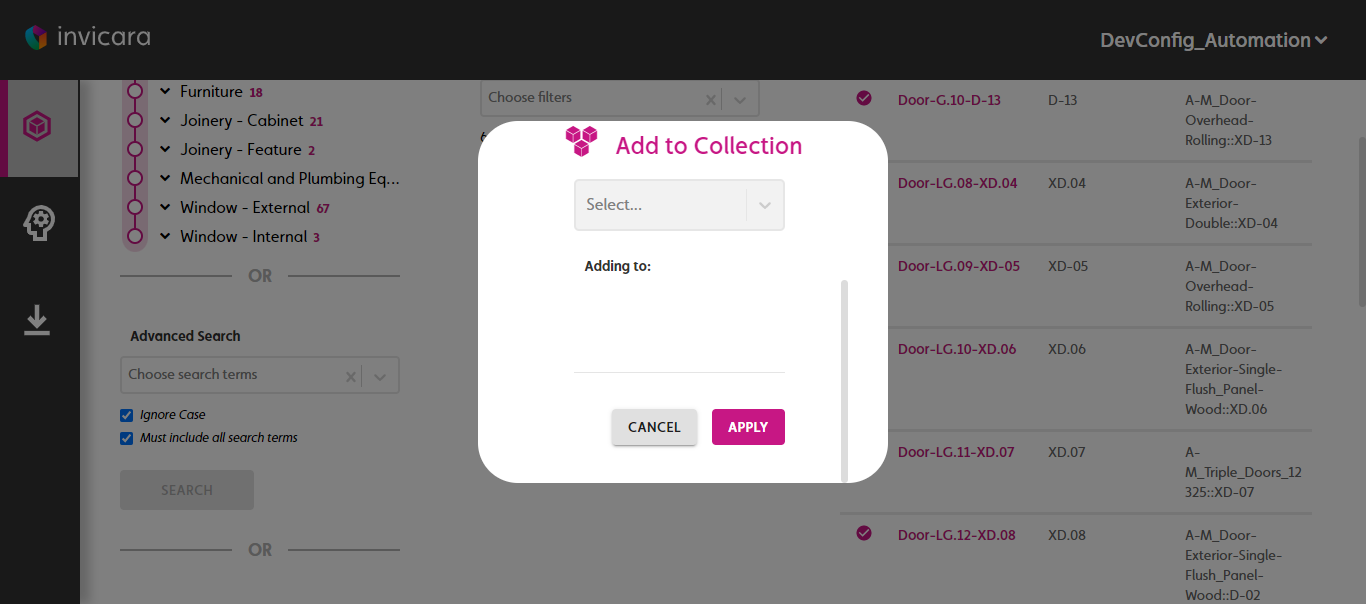 invicara
DevConfig_Automation
Furniture 18
Joinery - Cabinet 21
Joinery - Feature 2
Mechanical and Plumbing Eq...
Window - External 67
Window - Internal 3
OR
Advanced Search
Choose search terms
Ignore Case
Must include all search terms
SEARCH
OR
Choose filters
Add to Collection
Select...
Adding to:
CANCEL
APPLY
Door-G.10-D-13
D-13
A-M_Door-
Overhead-
Rolling::XD-13
Door-LG.08-XD.04
XD.04
A-M_Door-
Exterior-
Double::XD-04
Door-LG.09-XD-05
XD-05
A-M_Door-
Overhead-
Rolling::XD-05
Door-LG.10-XD.06
XD.06
A-M_Door-
Exterior-Single-
Flush_Panel-
Wood::XD.06
Door-LG.11-XD.07
XD.07
A-
M_Triple_Doors_12
325::XD-07
Door-LG.12-XD.08
XD.08
A-M_Door-
Exterior-Single-
Flush_Panel-
Wood::D-02